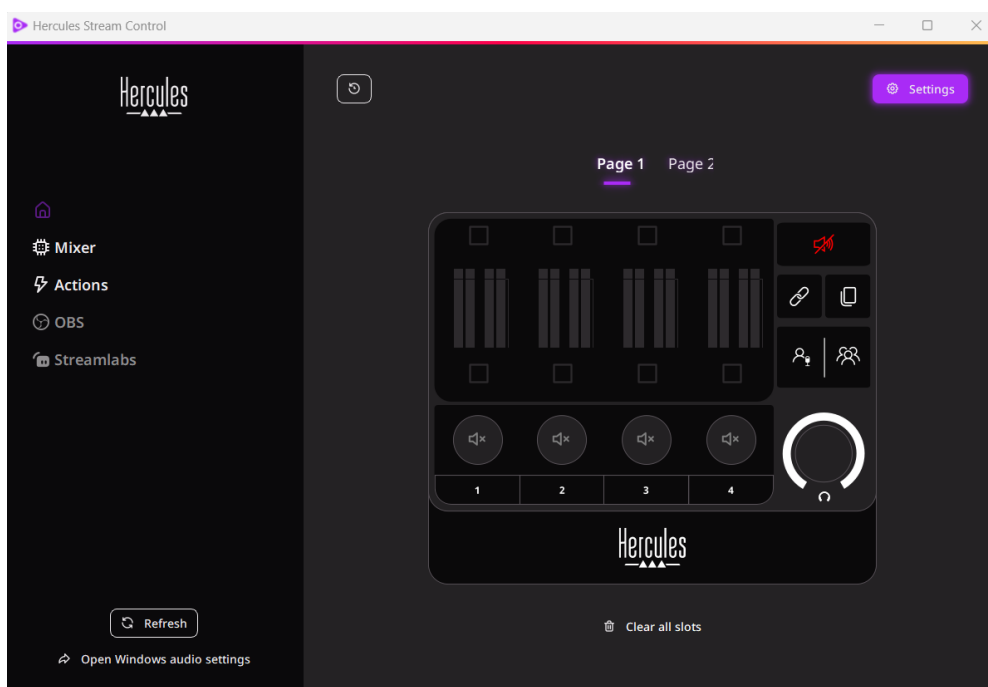 Hercules Stream Control
Hercules
Settings
Page 1 Page 2
Mixer
Actions
OBS
Streamlabs
1 2 3 4
Hercules
Refresh
Clear all slots
Open Windows audio settings